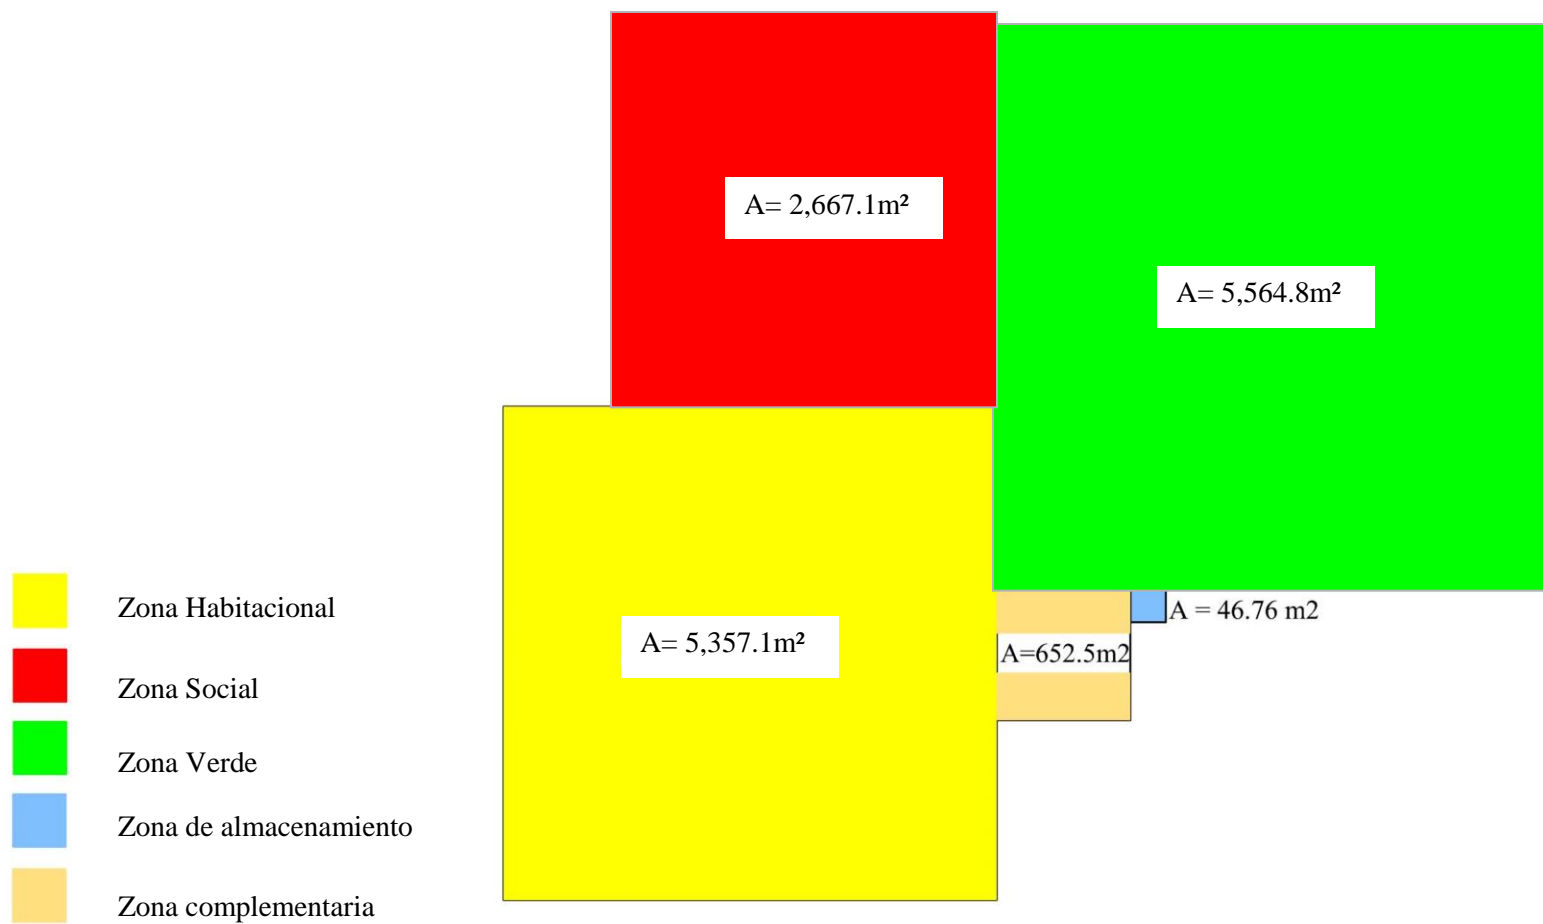 A= 2,667.1m²
A= 5,564.8m²
Zona Habitacional
A= 5,357.1m²
A = 46.76 m2
A=652.5m2
Zona Social
Zona Verde
Zona de almacenamiento
Zona complementaria